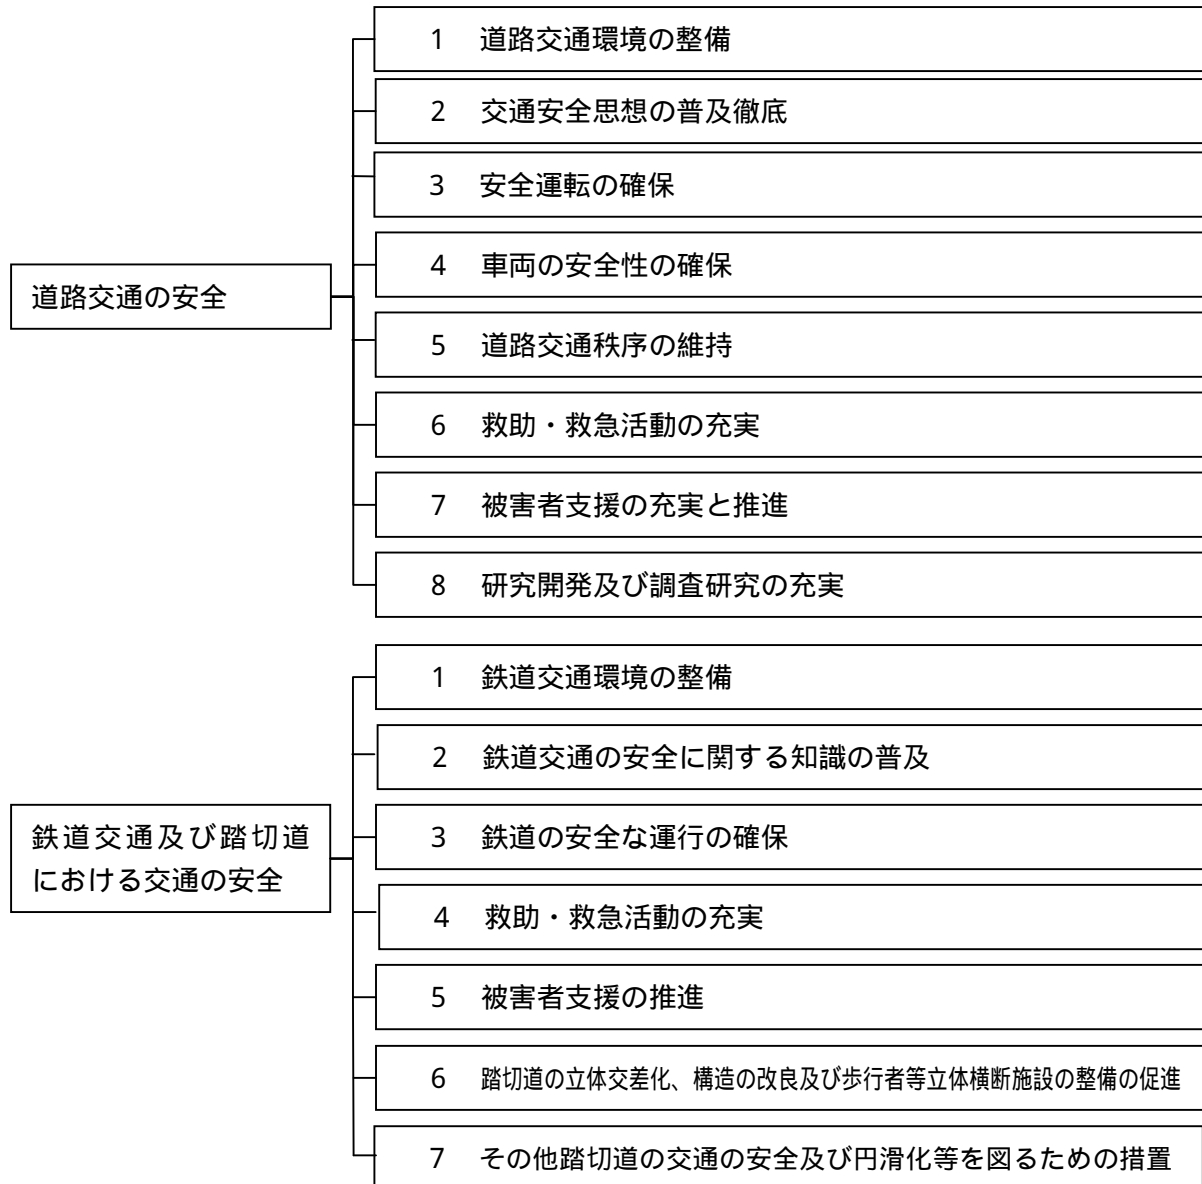 1 道路交通環境の整備
2 交通安全思想の普及徹底
3 安全運転の確保
4 車両の安全性の確保
道路交通の安全
5 道路交通秩序の維持
6 救助・救急活動の充実
7 被害者支援の充実と推進
8 研究開発及び調査研究の充実
1 鉄道交通環境の整備
2 鉄道交通の安全に関する知識の普及
鉄道交通及び踏切道
における交通の安全
3 鉄道の安全な運行の確保
4 救助・救急活動の充実
5 被害者支援の推進
6 踏切道の立体交差化、構造の改良及び歩行者等立体横断施設の整備の促進
7 その他踏切道の交通の安全及び円滑化等を図るための措置